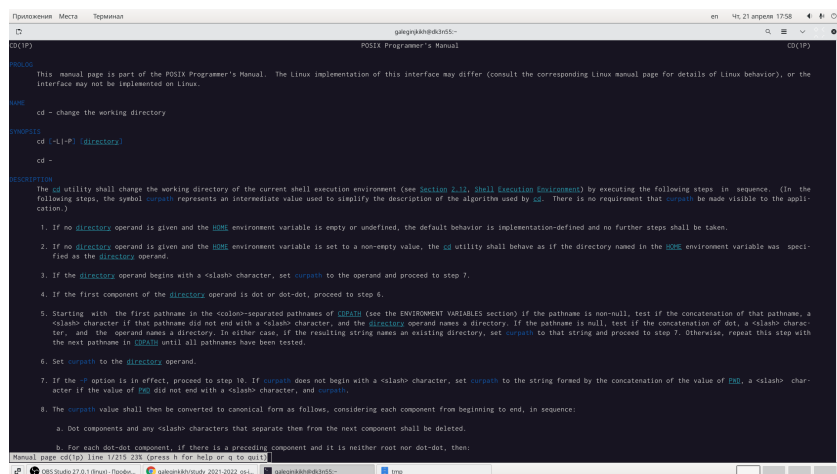 Приложения Места Терминал en Чт, 21 апреля 17:58
galeginjkikh@dk3n55:~
CD(1P) POSIX Programmer's Manual CD(1P)
PROLOG
This manual page is part of the POSIX Programmer's Manual. The Linux implementation of this interface may differ (consult the corresponding Linux manual page for details of Linux behavior), or the
interface may not be implemented on Linux.
NAME
cd - change the working directory
SYNOPSIS
cd [-L|-P] [directory]
cd -
DESCRIPTION
The cd utility shall change the working directory of the current shell execution environment (see Section 2.12, Shell Execution Environment) by executing the following steps in sequence. (In the
following steps, the symbol curpath represents an intermediate value used to simplify the description of the algorithm used by cd. There is no requirement that curpath be made visible to the appli-
cation.)
1. If no directory operand is given and the HOME environment variable is empty or undefined, the default behavior is implementation-defined and no further steps shall be taken.
2. If no directory operand is given and the HOME environment variable is set to a non-empty value, the cd utility shall behave as if the directory named in the HOME environment variable was speci-
fied as the directory operand.
3. If the directory operand begins with a <slash> character, set curpath to the operand and proceed to step 7.
4. If the first component of the directory operand is dot or dot-dot, proceed to step 6.
5. Starting with the first pathname in the <colon>-separated pathnames of CDPATH (see the ENVIRONMENT VARIABLES section) if the pathname is non-null, test if the concatenation of that pathname, a
<slash> character if that pathname did not end with a <slash> character, and the directory operand names a directory. If the pathname is null, test if the concatenation of dot, a <slash> charac-
ter, and the operand names a directory. In either case, if the resulting string names an existing directory, set curpath to that string and proceed to step 7. Otherwise, repeat this step with
the next pathname in CDPATH until all pathnames have been tested.
6. Set curpath to the directory operand.
7. If the -P option is in effect, proceed to step 10. If curpath does not begin with a <slash> character, set curpath to the string formed by the concatenation of the value of PWD, a <slash> char-
acter if the value of PWD did not end with a <slash> character, and curpath.
8. The curpath value shall then be converted to canonical form as follows, considering each component from beginning to end, in sequence:
a. Dot components and any <slash> characters that separate them from the next component shall be deleted.
b. For each dot-dot component, if there is a preceding component and it is neither root nor dot-dot, then:
Manual page cd(1p) line 1/215 23% (press h for help or q to quit)
OBS Studio 27.0.1 (linux) - Профи... galeginkikh/study_2021-2022_os-i... galeginjkikh@dk3n55:~ tmp